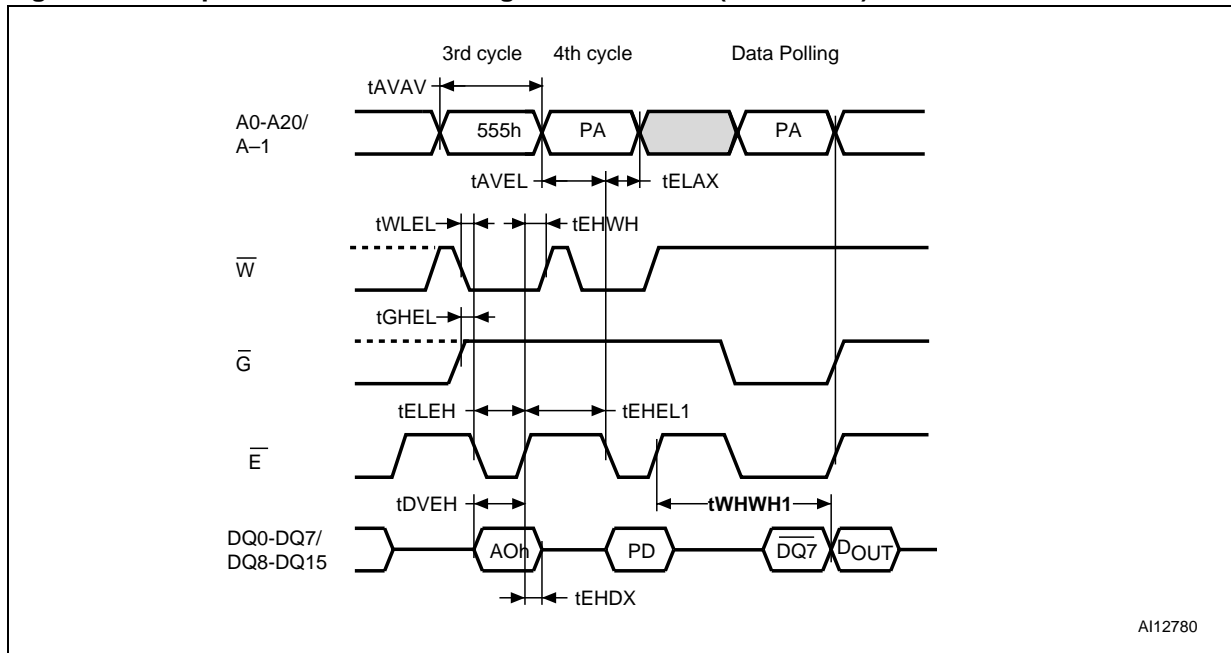 3rd cycle 4th cycle Data Polling
tAVAV
A0-A20/
A–1
555h PA PA
tAVEL tELAX
tWLEL tEHWH
W
tGHEL
G
tELEH tEHEL1
E
tDVEH tWHWH1
DQ0-DQ7/
DQ8-DQ15
AOh PD DQ7 DOUT
tEHDX
AI12780